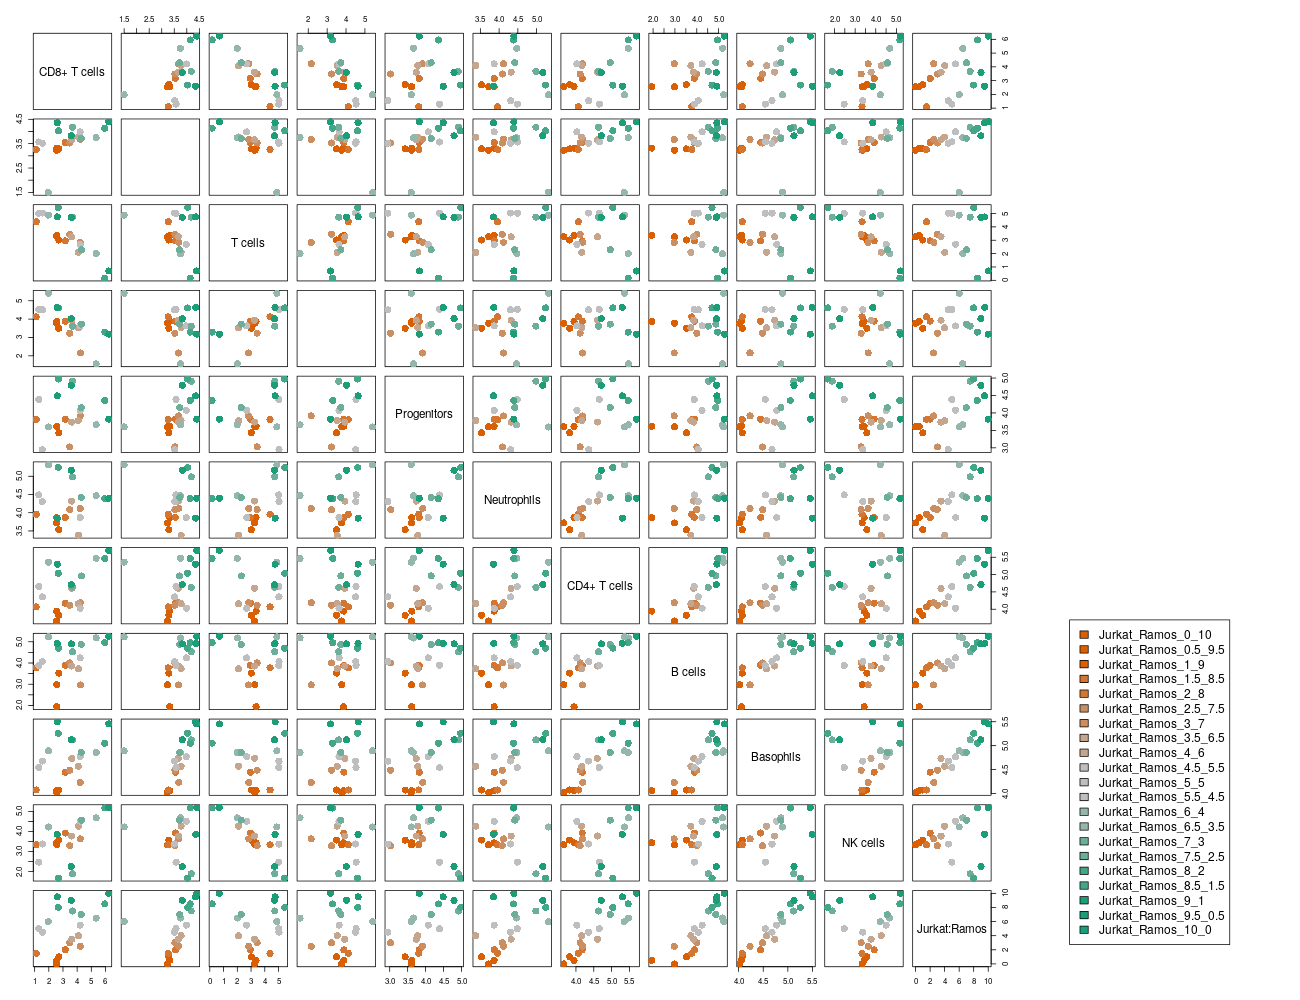 1.5 2.5 3.5 4.5 2 3 4 5 3.5 4.0 4.5 5.0 2.0 3.0 4.0 5.0 2.0 3.0 4.0 5.0
CD8+ T cells
1 2 3 4 5 6
1.5 2.5 3.5 4.5
T cells
0 1 2 3 4 5
2 3 4 5
Progenitors
3.0 3.5 4.0 4.5 5.0
3.5 4.0 4.5 5.0
Neutrophils
CD4+ T cells
4.0 4.5 5.0 5.5
2.0 3.0 4.0 5.0
B cells
Basophils
4.0 4.5 5.0 5.5
2.0 3.0 4.0 5.0
NK cells
Jurkat:Ramos
0 2 4 6 8 10
1 2 3 4 5 6 0 1 2 3 4 5 3.0 3.5 4.0 4.5 5.0 4.0 4.5 5.0 5.5 4.0 4.5 5.0 5.5 0 2 4 6 8 10
Jurkat_Ramos_0_10
Jurkat_Ramos_0.5_9.5
Jurkat_Ramos_1_9
Jurkat_Ramos_1.5_8.5
Jurkat_Ramos_2_8
Jurkat_Ramos_2.5_7.5
Jurkat_Ramos_3_7
Jurkat_Ramos_3.5_6.5
Jurkat_Ramos_4_6
Jurkat_Ramos_4.5_5.5
Jurkat_Ramos_5_5
Jurkat_Ramos_5.5_4.5
Jurkat_Ramos_6_4
Jurkat_Ramos_6.5_3.5
Jurkat_Ramos_7_3
Jurkat_Ramos_7.5_2.5
Jurkat_Ramos_8_2
Jurkat_Ramos_8.5_1.5
Jurkat_Ramos_9_1
Jurkat_Ramos_9.5_0.5
Jurkat_Ramos_10_0